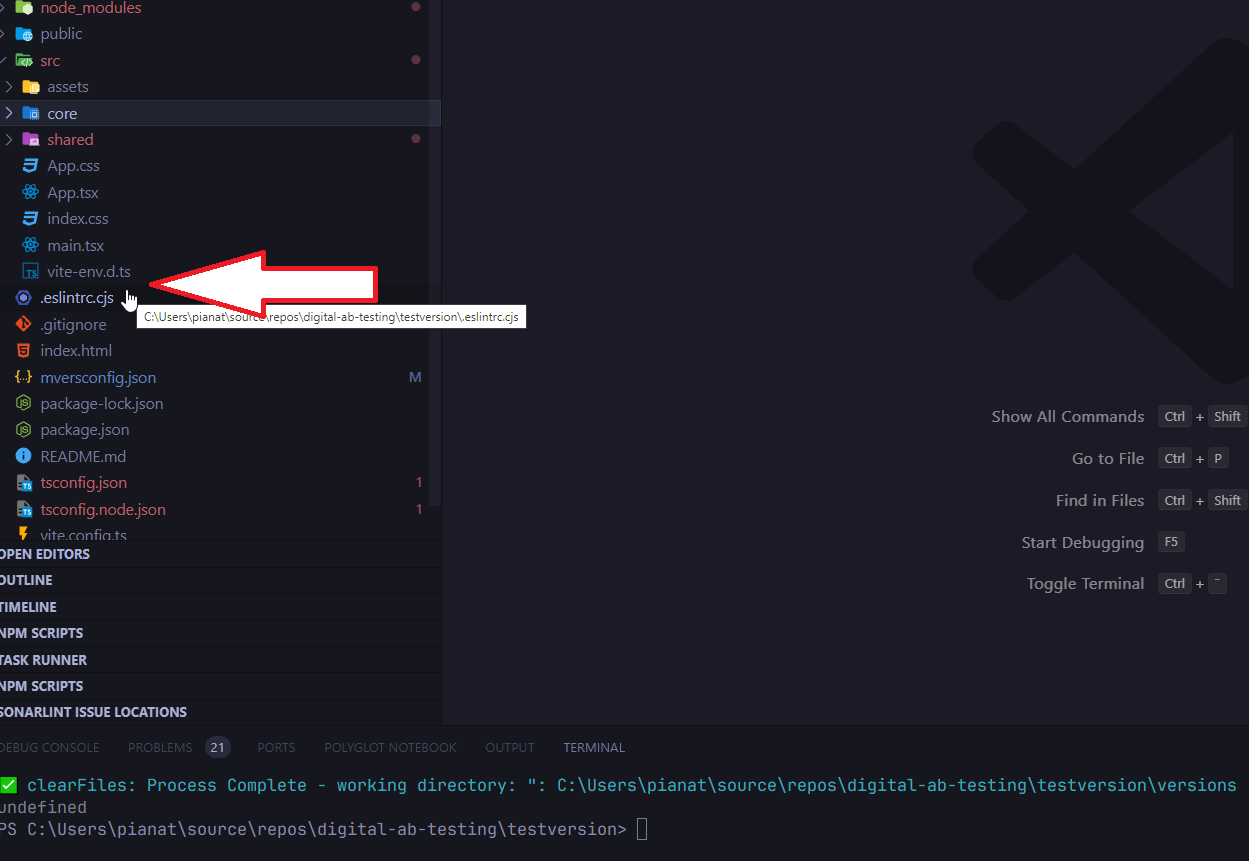 node_modules
public
src
assets
core
shared
App.css
App.tsx
index.css
main.tsx
vite-env.d.ts
.eslintrc.cjs
C:\Users\pianat\source\repos\digital-ab-testing\testversion\.eslintrc.cjs
.gitignore
index.html
mversconfig.json M
package-lock.json
package.json
README.md
tsconfig.json 1
tsconfig.node.json 1
vite.config.ts
OPEN EDITORS
OUTLINE
TIMELINE
NPM SCRIPTS
TASK RUNNER
NPM SCRIPTS
SONARLINT ISSUE LOCATIONS
Show All Commands Ctrl + Shift
Go to File Ctrl + P
Find in Files Ctrl + Shift
Start Debugging F5
Toggle Terminal Ctrl + ¨
DEBUG CONSOLE PROBLEMS 21 PORTS POLYGLOT NOTEBOOK OUTPUT TERMINAL
✅ clearFiles: Process Complete - working directory: ": C:\Users\pianat\source\repos\digital-ab-testing\testversion\versions
undefined
PS C:\Users\pianat\source\repos\digital-ab-testing\testversion>